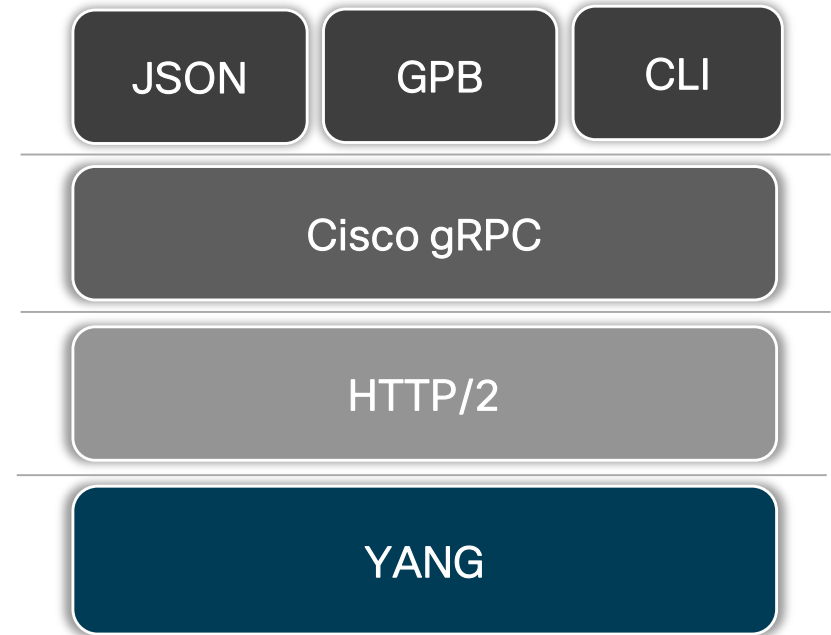 JSON
GPB
CLI
Cisco gRPC
HTTP/2
YANG